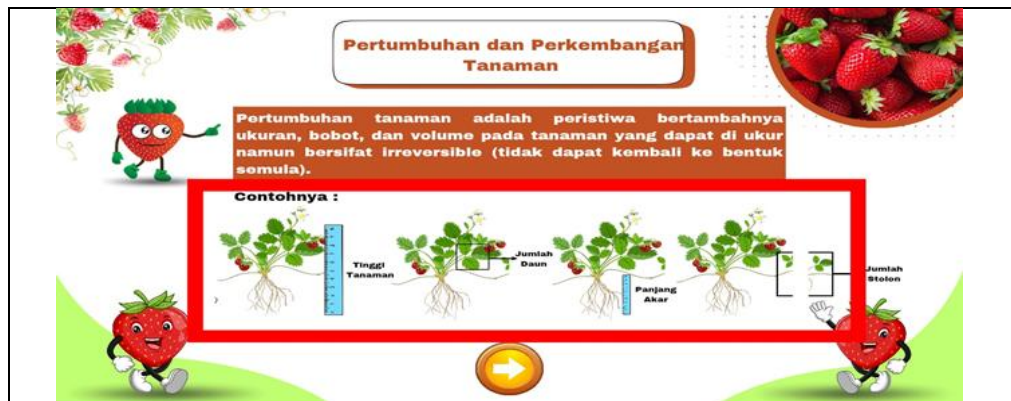 Pertumbuhan dan Perkembangan
Tanaman
Pertumbuhan tanaman adalah peristiwa bertambahnya
ukuran, bobot, dan volume pada tanaman yang dapat di ukur
namun bersifat irreversible (tidak dapat kembali ke bentuk
semula).
Contohnya :
Tinggi
Tanaman
Jumlah
Daun
Panjang
Akar
Jumlah
Stolon